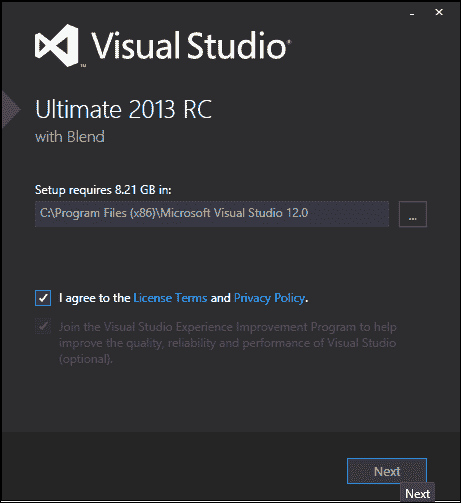 Visual Studio
Ultimate 2013 RC
with Blend
Setup requires 8.21 GB in:
C:\Program Files (x86)\Microsoft Visual Studio 12.0
...
I agree to the License Terms and Privacy Policy.
Join the Visual Studio Experience Improvement Program to help
improve the quality, reliability and performance of Visual Studio
(optional).
Next
Next